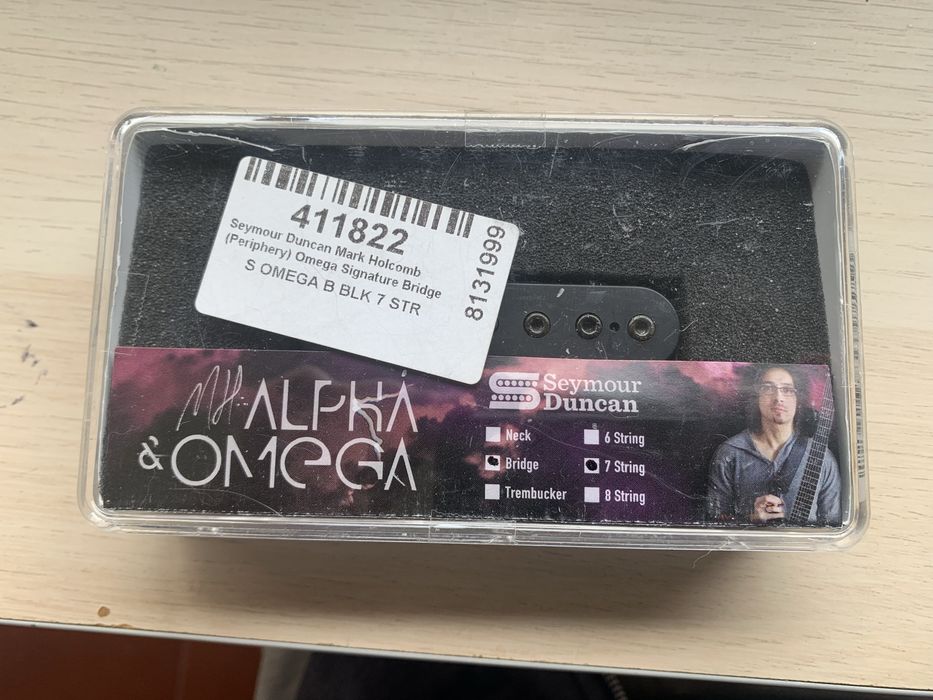 411822
Seymour Duncan Mark Holcomb
(Periphery) Omega Signature Bridge
S OMEGA B BLK 7 STR
8131999
MH
ALPHA
& OMEGA
Seymour
Duncan
Neck
Bridge
Trembucker
6 String
7 String
8 String